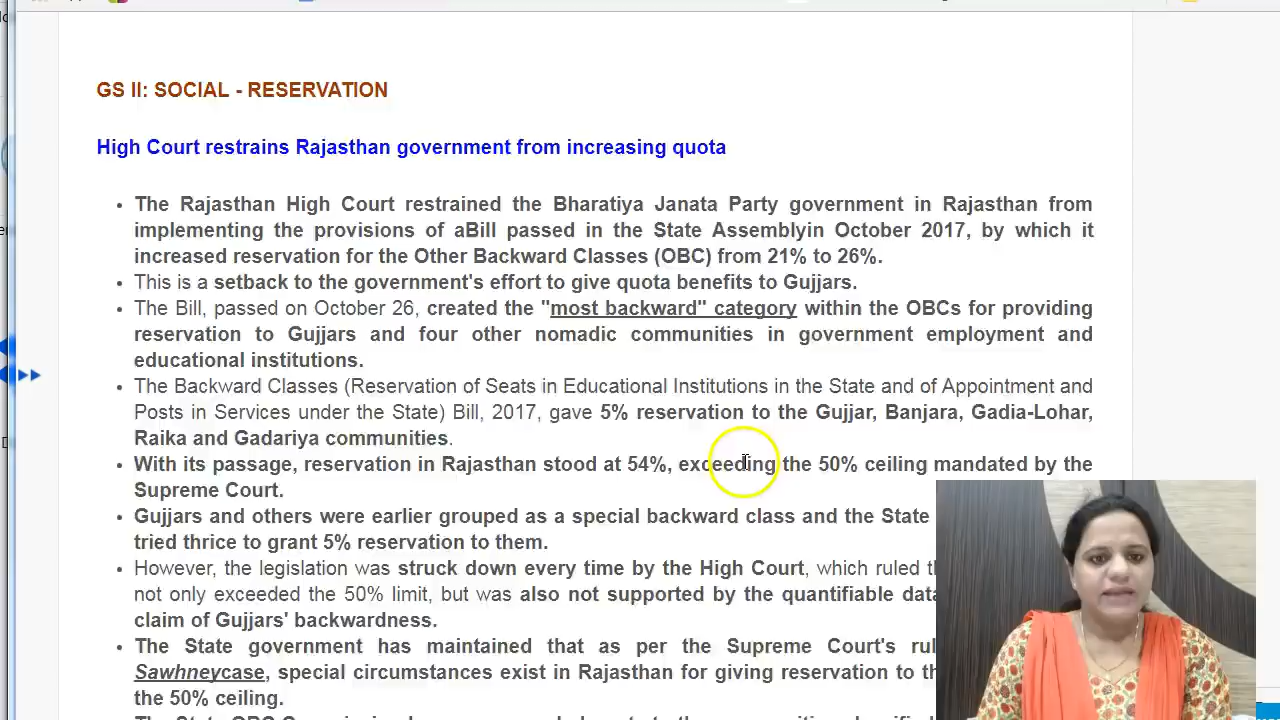 GS II: SOCIAL - RESERVATION
High Court restrains Rajasthan government from increasing quota
The Rajasthan High Court restrained the Bharatiya Janata Party government in Rajasthan from
implementing the provisions of aBill passed in the State Assemblyin October 2017, by which it
increased reservation for the Other Backward Classes (OBC) from 21% to 26%.
This is a setback to the government's effort to give quota benefits to Gujjars.
The Bill, passed on October 26, created the "most backward" category within the OBCs for providing
reservation to Gujjars and four other nomadic communities in government employment and
educational institutions.
The Backward Classes (Reservation of Seats in Educational Institutions in the State and of Appointment and
Posts in Services under the State) Bill, 2017, gave 5% reservation to the Gujjar, Banjara, Gadia-Lohar,
Raika and Gadariya communities.
With its passage, reservation in Rajasthan stood at 54%, exceeding the 50% ceiling mandated by the
Supreme Court.
Gujjars and others were earlier grouped as a special backward class and the State
tried thrice to grant 5% reservation to them.
However, the legislation was struck down every time by the High Court, which ruled
not only exceeded the 50% limit, but was also not supported by the quantifiable
claim of Gujjars' backwardness.
The State government has maintained that as per the Supreme Court's
Sawhneycase, special circumstances exist in Rajasthan for giving reservation to
the 50% ceiling.